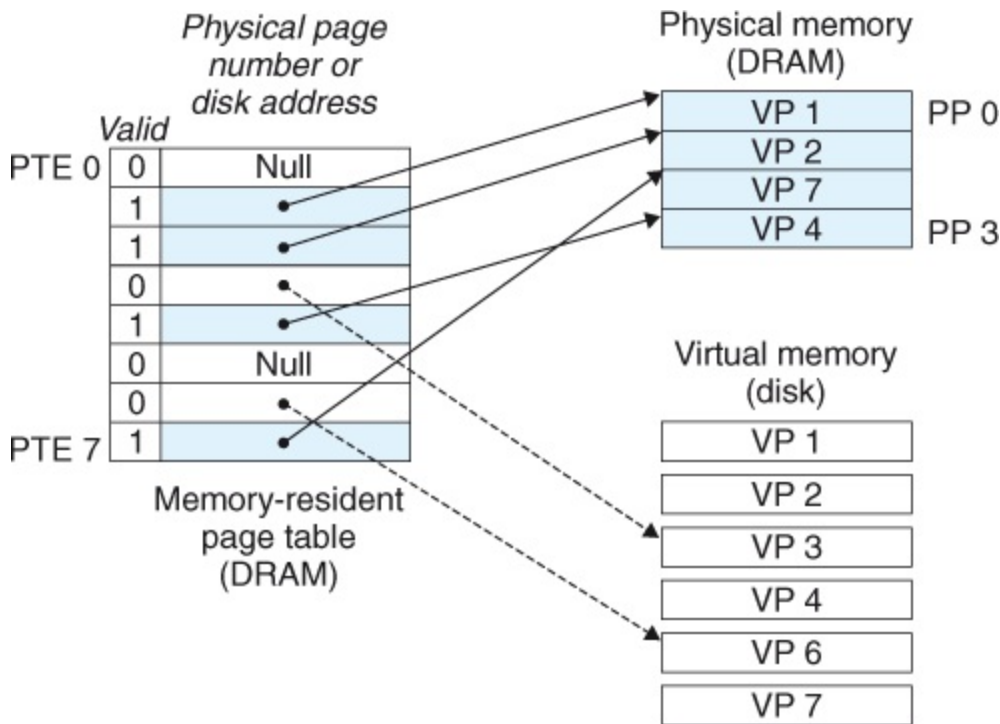 Physical page
number or
disk address
Valid
PTE 0 0 Null
1
1
0
1
0 Null
0
PTE 7 1
Memory-resident
page table
(DRAM)
Physical memory
(DRAM)
VP 1 PP 0
VP 2
VP 7
VP 4 PP 3
Virtual memory
(disk)
VP 1
VP 2
VP 3
VP 4
VP 6
VP 7